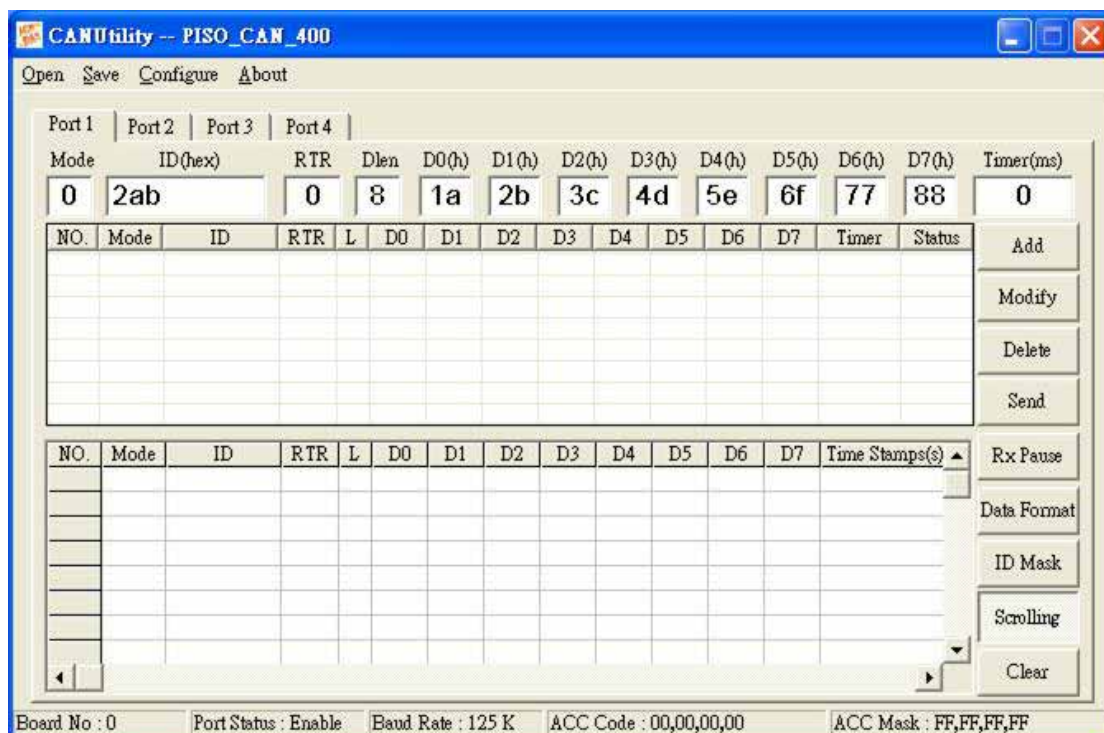 CANUtility -- PISO_CAN_400
Open Save Configure About
Port 1 Port 2 Port 3 Port 4
Mode ID(hex) RTR Dlen D0(h) D1(h) D2(h) D3(h) D4(h) D5(h) D6(h) D7(h) Timer(ms)
0 2ab 0 8 1a 2b 3c 4d 5e 6f 77 88 0
NO. Mode ID RTR L D0 D1 D2 D3 D4 D5 D6 D7 Timer Status
Add
Modify
Delete
Send
NO. Mode ID RTR L D0 D1 D2 D3 D4 D5 D6 D7 Time Stamps(s)
Rx Pause
Data Format
ID Mask
Scrolling
Clear
Board No : 0 Port Status : Enable Baud Rate : 125 K ACC Code : 00,00,00,00 ACC Mask : FF,FF,FF,FF